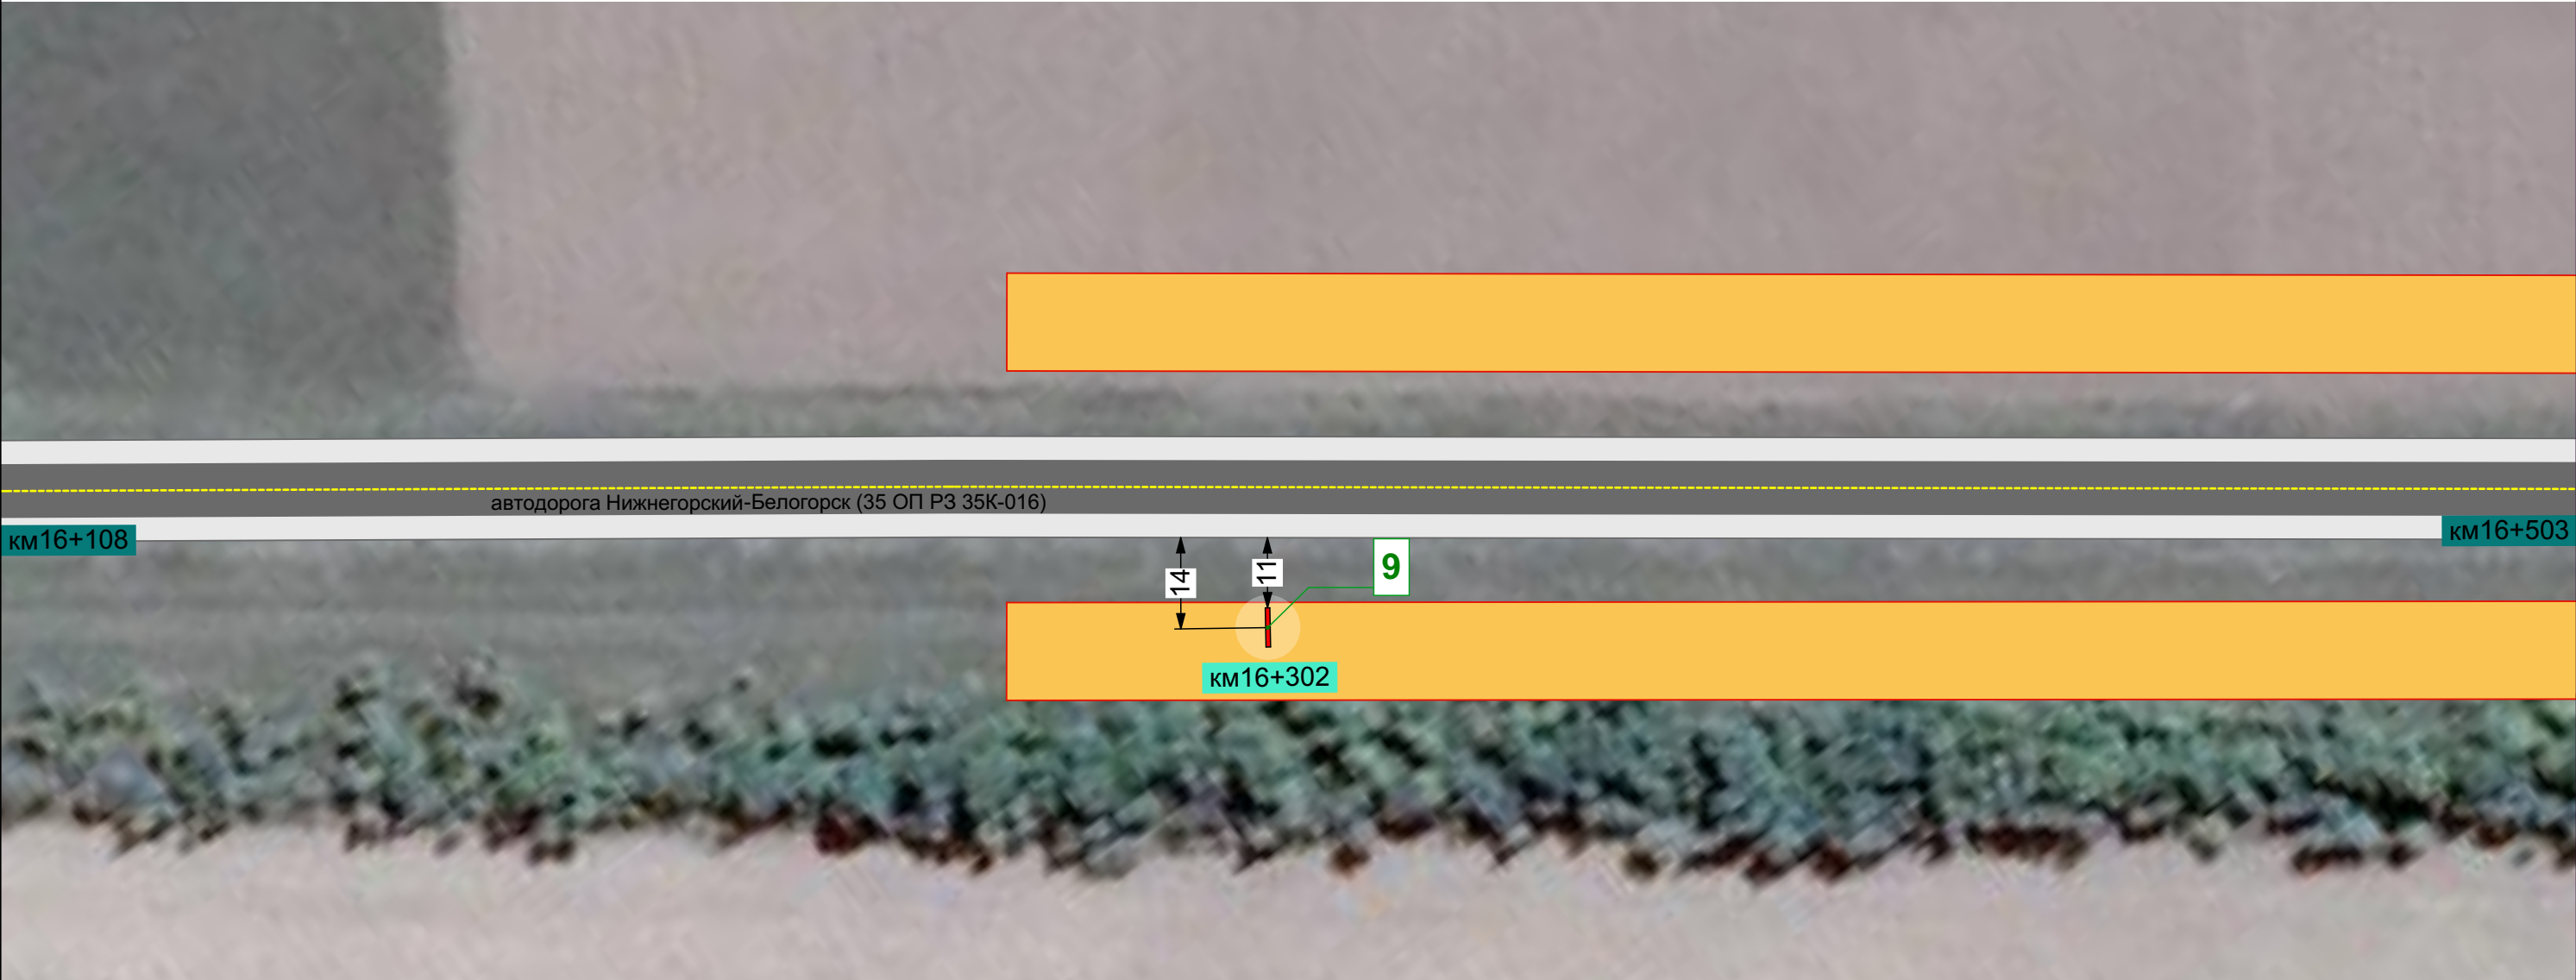 автодорога Нижнегорский-Белогорск (35 ОП РЗ 35К-016)
км16+108
км16+503
14
11
9
км16+302